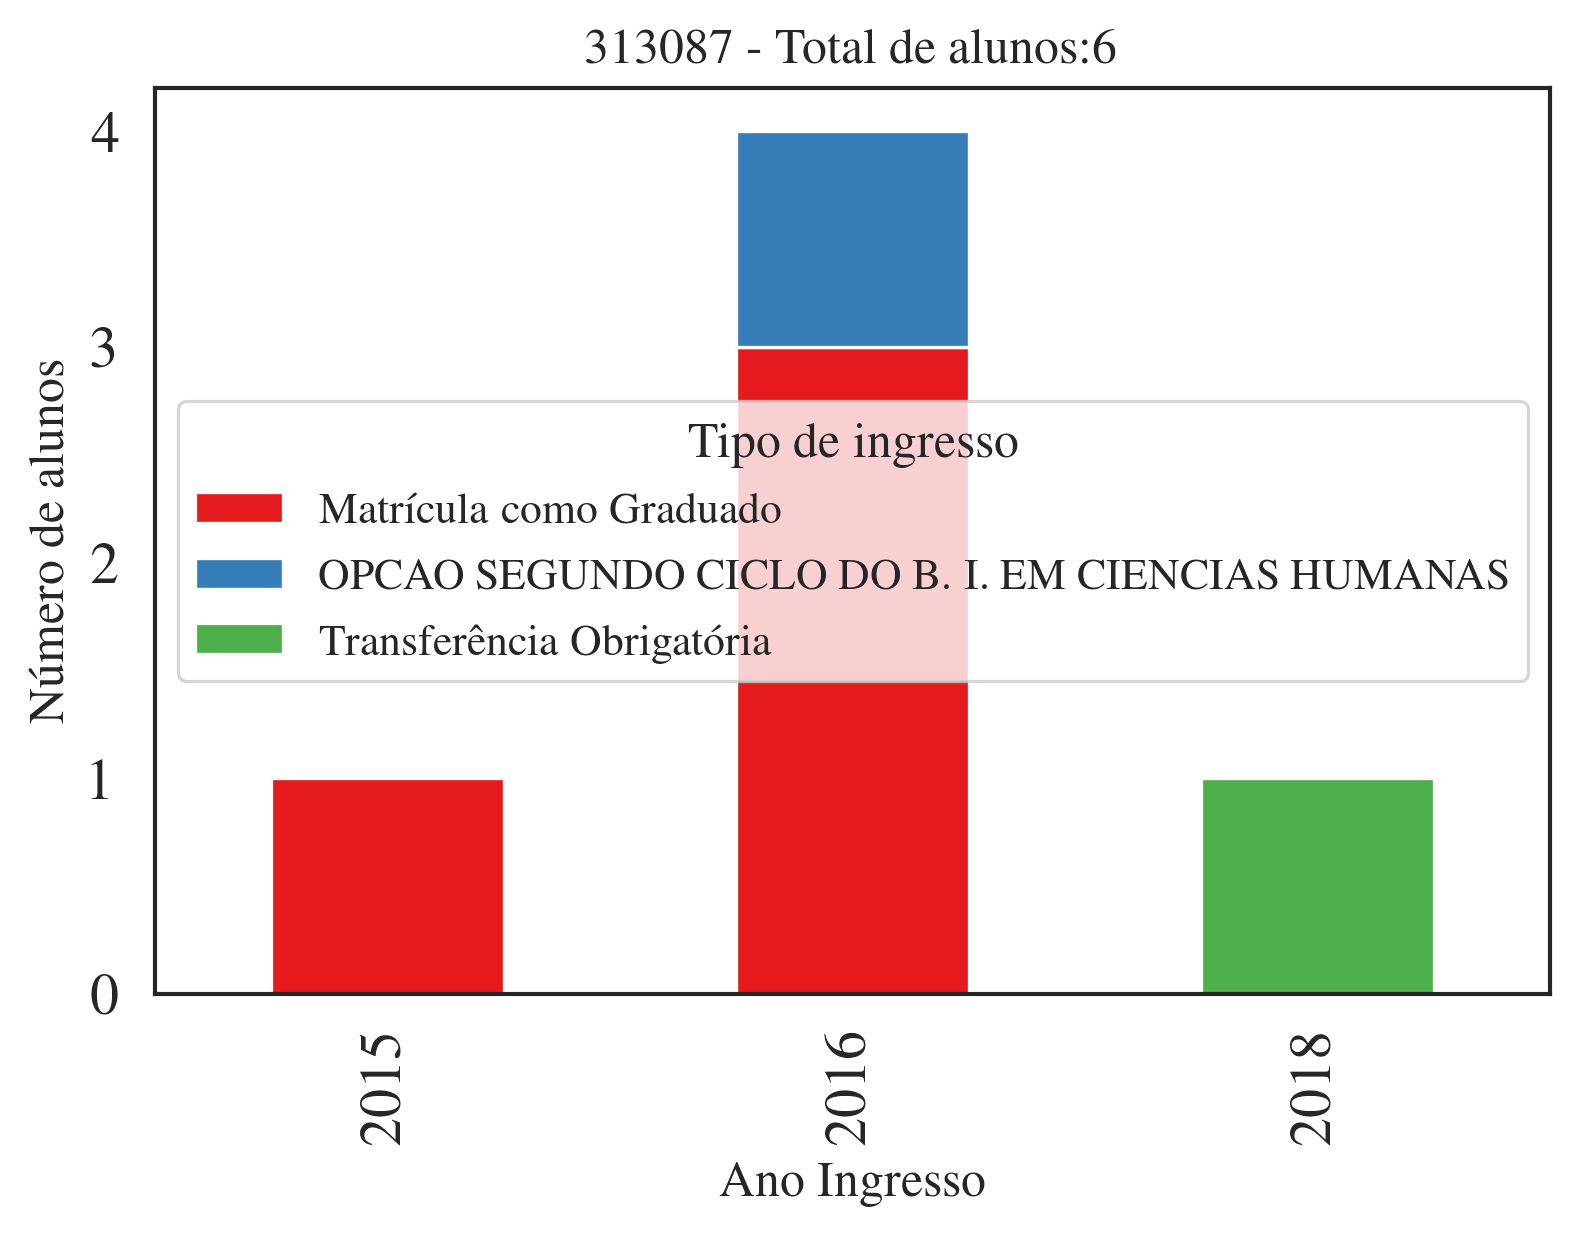 313087 - Total de alunos:6
4
3
2
1
0
Número de alunos
Tipo de ingresso
Matrícula como Graduado
OPCAO SEGUNDO CICLO DO B. I. EM CIENCIAS HUMANAS
Transferência Obrigatória
2015
2016
2018
Ano Ingresso